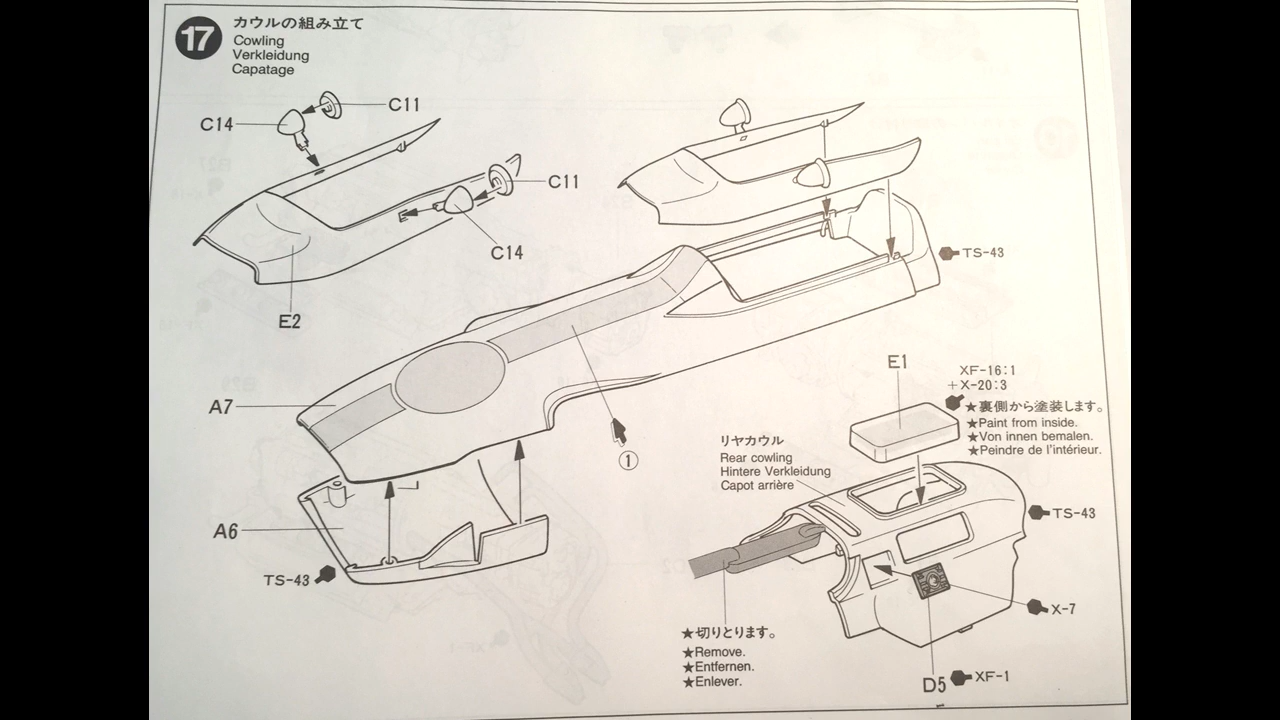 17
カウルの組み立て
Cowling
Verkleidung
Capatage
C11
C14
C11
C14
E2
TS-43
A7
1
A6
TS-43
E1
XF-16:1
+X-20:3
★裏側から塗装します。
★Paint from inside.
★Von innen bemalen.
★Peindre de l'intérieur.
リヤカウル
Rear cowling
Hintere Verkleidung
Capot arrière
TS-43
X-7
★切りとります。
★Remove.
★Entfernen.
★Enlever.
D5
XF-1